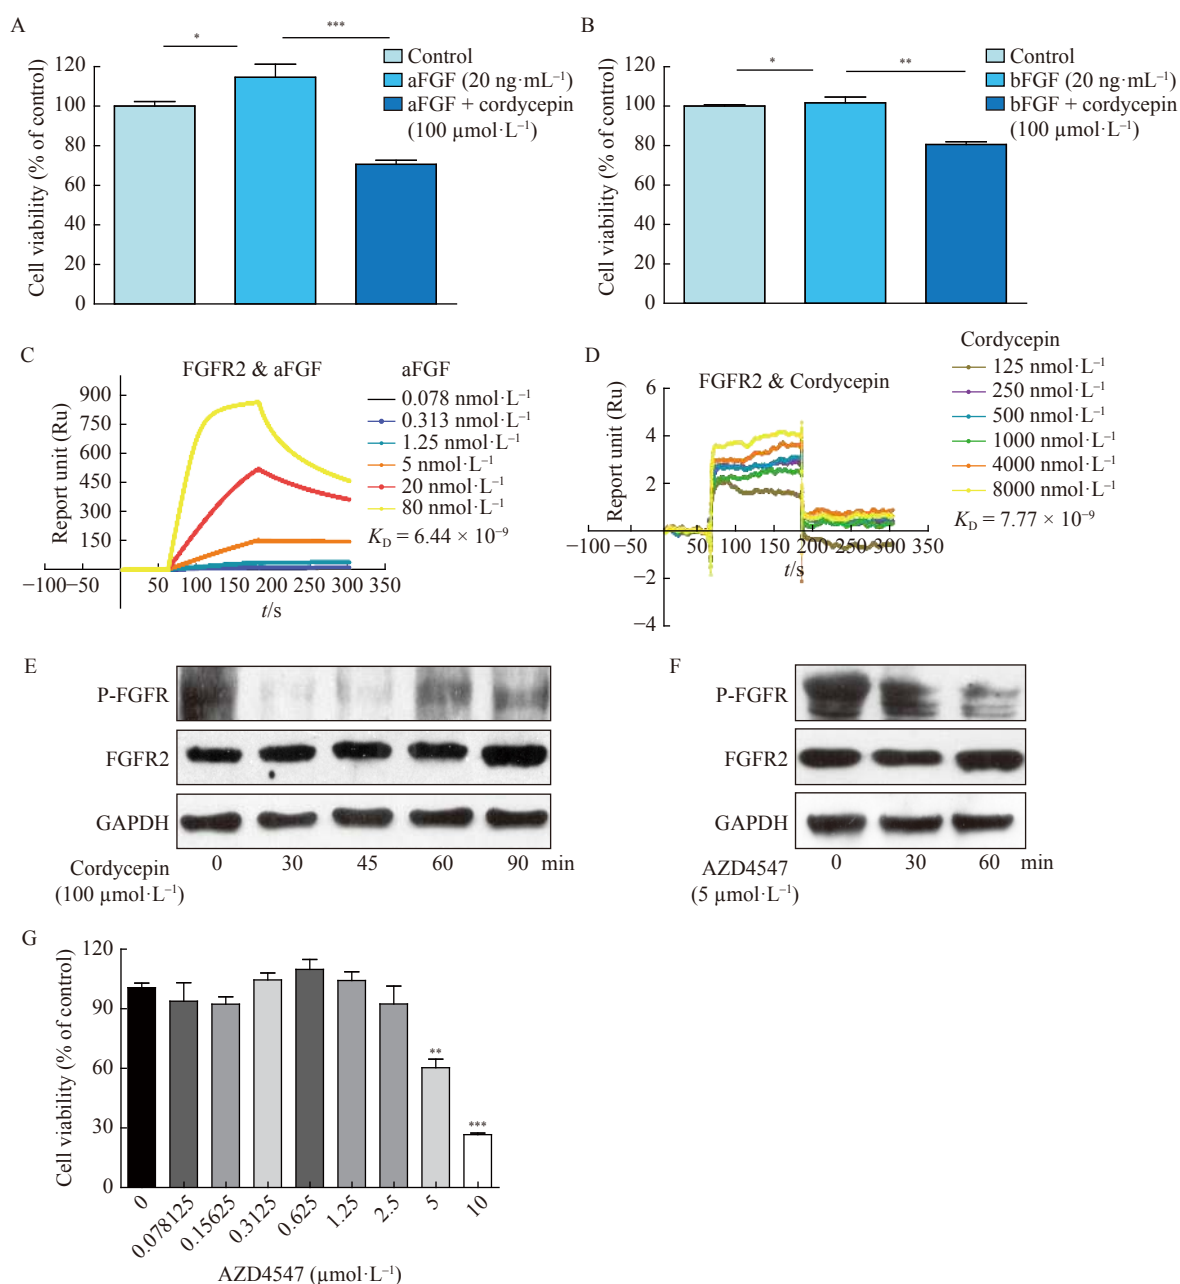 A
*
***
Control
aFGF (20 ng·mL⁻¹)
aFGF + cordycepin
(100 µmol·L⁻¹)
Cell viability (% of control)
120
100
80
60
40
20
0
B
*
**
Control
bFGF (20 ng·mL⁻¹)
bFGF + cordycepin
(100 µmol·L⁻¹)
Cell viability (% of control)
120
100
80
60
40
20
0
C
FGFR2 & aFGF
aFGF
0.078 nmol·L⁻¹
0.313 nmol·L⁻¹
1.25 nmol·L⁻¹
5 nmol·L⁻¹
20 nmol·L⁻¹
80 nmol·L⁻¹
K_D = 6.44 × 10⁻⁹
Report unit (Ru)
900
750
600
450
300
150
−100 −50 50 100 150 200 250 300 350
t/s
D
FGFR2 & Cordycepin
Cordycepin
125 nmol·L⁻¹
250 nmol·L⁻¹
500 nmol·L⁻¹
1000 nmol·L⁻¹
4000 nmol·L⁻¹
8000 nmol·L⁻¹
K_D = 7.77 × 10⁻⁹
Report unit (Ru)
6
4
2
0
−2
−4
−100 −50 50 100 150 200 250 300 350
t/s
E
P-FGFR
FGFR2
GAPDH
Cordycepin 0 30 45 60 90 min
(100 µmol·L⁻¹)
F
P-FGFR
FGFR2
GAPDH
AZD4547 0 30 60 min
(5 µmol·L⁻¹)
G
Cell viability (% of control)
120
90
60
30
0
**
***
0 0.078125 0.15625 0.3125 0.625 1.25 2.5 5 10
AZD4547 (µmol·L⁻¹)